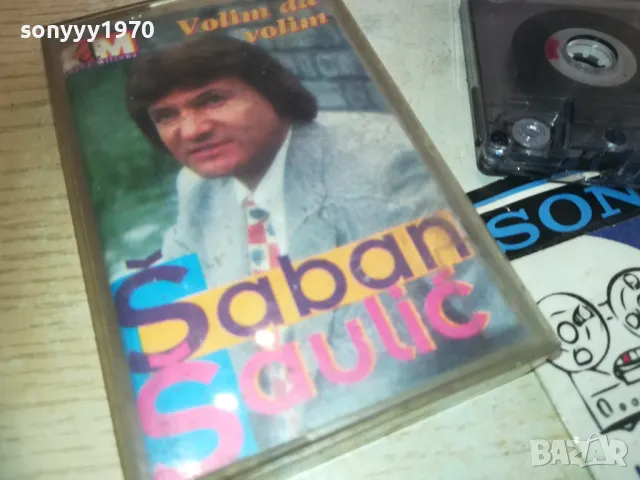 sonyyy1970
Volim da
volim
Šaban
Šaulić
SON
BAZAR